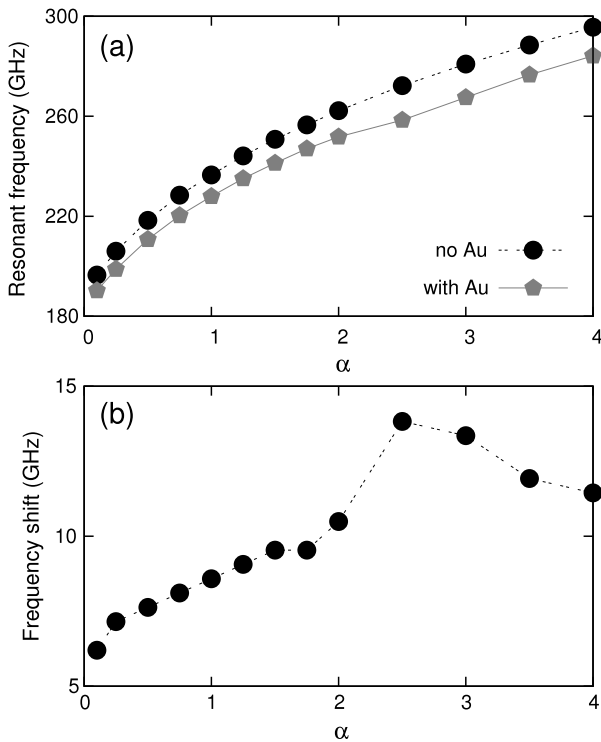 (a)
Resonant frequency (GHz)
300
260
220
180
no Au
with Au
0 1 2 3 4
α
(b)
Frequency shift (GHz)
15
10
5
0 1 2 3 4
α